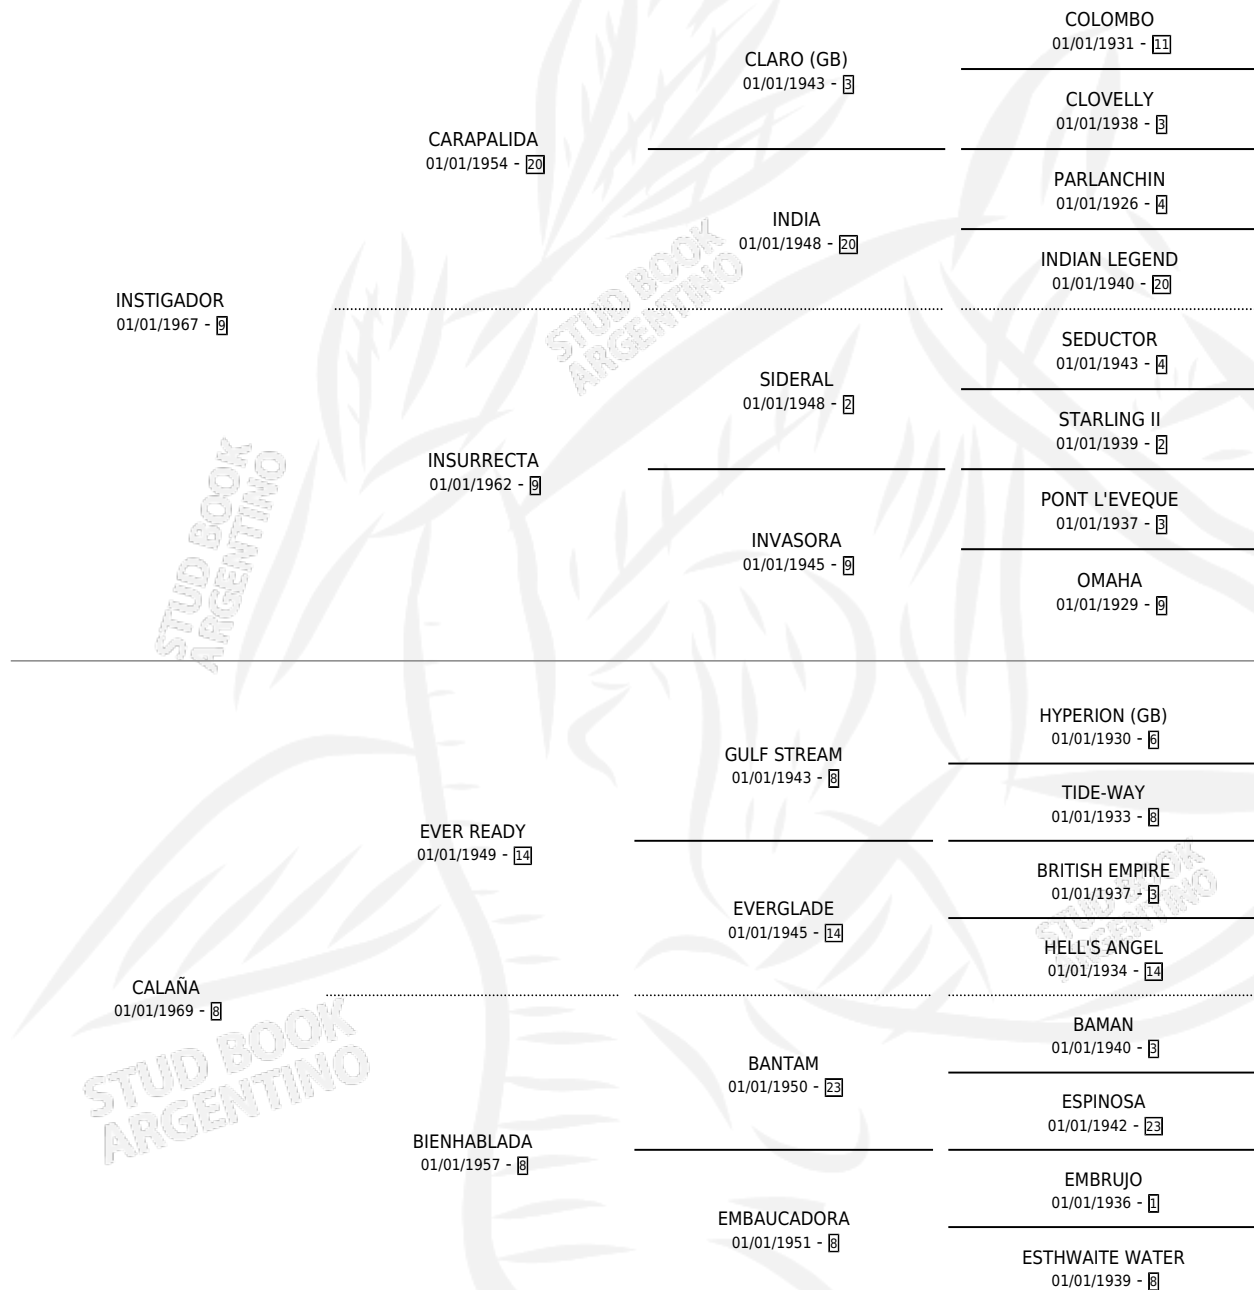 INSTIGADOR
01/01/1967 - 9
CARAPALIDA
01/01/1954 - 20
INSURRECTA
01/01/1962 - 9
CLARO (GB)
01/01/1943 - 3
INDIA
01/01/1948 - 20
SIDERAL
01/01/1948 - 2
INVASORA
01/01/1945 - 9
COLOMBO
01/01/1931 - 11
CLOVELLY
01/01/1938 - 3
PARLANCHIN
01/01/1926 - 4
INDIAN LEGEND
01/01/1940 - 20
SEDUCTOR
01/01/1943 - 4
STARLING II
01/01/1939 - 2
PONT L'EVEQUE
01/01/1937 - 3
OMAHA
01/01/1929 - 9
CALAÑA
01/01/1969 - 8
EVER READY
01/01/1949 - 14
BIENHABLADA
01/01/1957 - 8
GULF STREAM
01/01/1943 - 8
EVERGLADE
01/01/1945 - 14
BANTAM
01/01/1950 - 23
EMBAUCADORA
01/01/1951 - 8
HYPERION (GB)
01/01/1930 - 6
TIDE-WAY
01/01/1933 - 8
BRITISH EMPIRE
01/01/1937 - 3
HELL'S ANGEL
01/01/1934 - 14
BAMAN
01/01/1940 - 3
ESPINOSA
01/01/1942 - 23
EMBRUJO
01/01/1936 - 1
ESTHWAITE WATER
01/01/1939 - 8
STUD BOOK
ARGENTINO
STUD BOOK
ARGENTINO
STUD BOOK
ARGENTINO
STUD BOOK
ARGENTINO